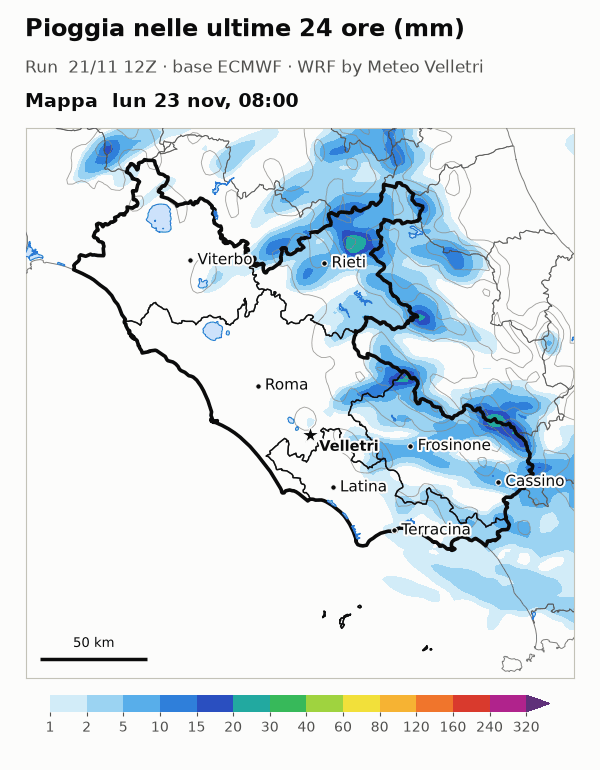 Pioggia nelle ultime 24 ore (mm)
Run  21/11 12Z · base ECMWF · WRF by Meteo Velletri
Mappa  lun 23 nov, 08:00
Viterbo
Rieti
Roma
Velletri
Frosinone
Latina
Cassino
Terracina
50 km
1 2 5 10 15 20 30 40 60 80 120 160 240 320